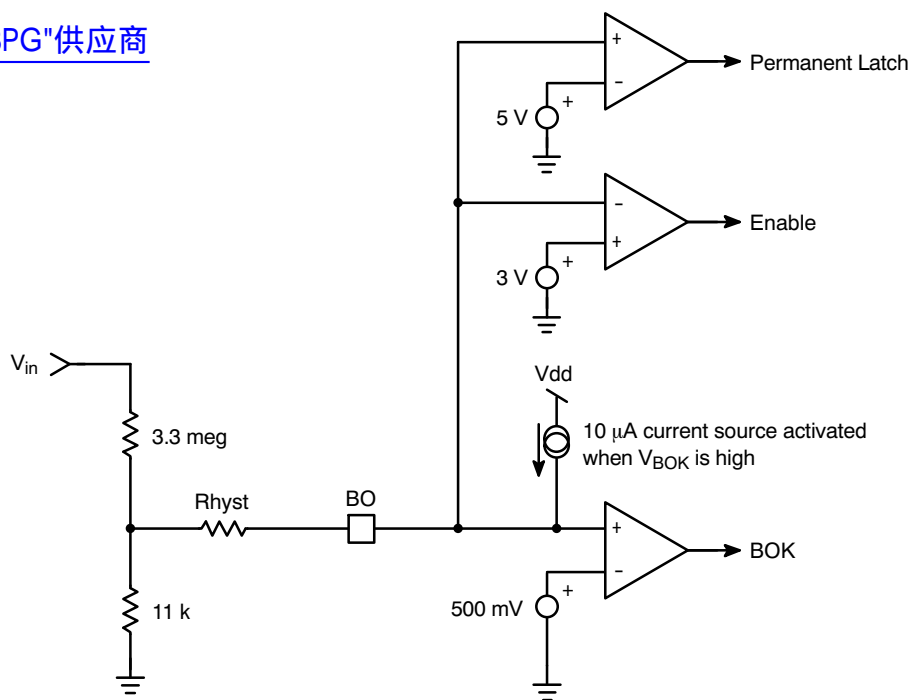 PG"供应商
+
Permanent Latch
−
+
5 V
−
Enable
+
+
3 V
Vin
Vdd
3.3 meg
10 μA current source activated
when VBOK is high
Rhyst
BO
+
BOK
−
+
11 k
500 mV